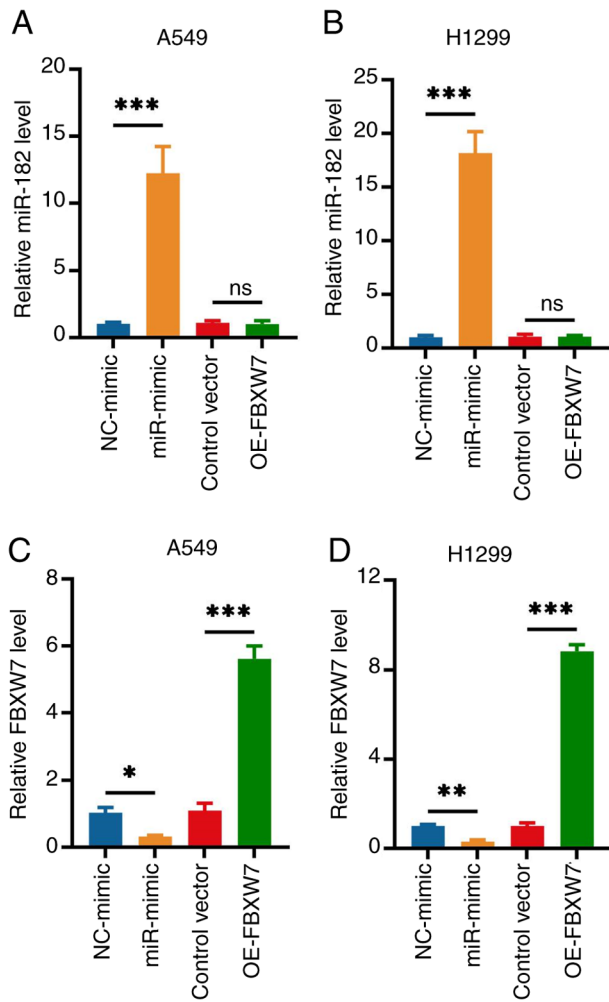 A
A549
Relative miR-182 level
20
15
10
5
0
***
ns
NC-mimic
miR-mimic
Control vector
OE-FBXW7
B
H1299
Relative miR-182 level
25
20
15
10
5
0
***
ns
NC-mimic
miR-mimic
Control vector
OE-FBXW7
C
A549
Relative FBXW7 level
8
6
4
2
0
*
***
NC-mimic
miR-mimic
Control vector
OE-FBXW7
D
H1299
Relative FBXW7 level
12
8
4
0
**
***
NC-mimic
miR-mimic
Control vector
OE-FBXW7